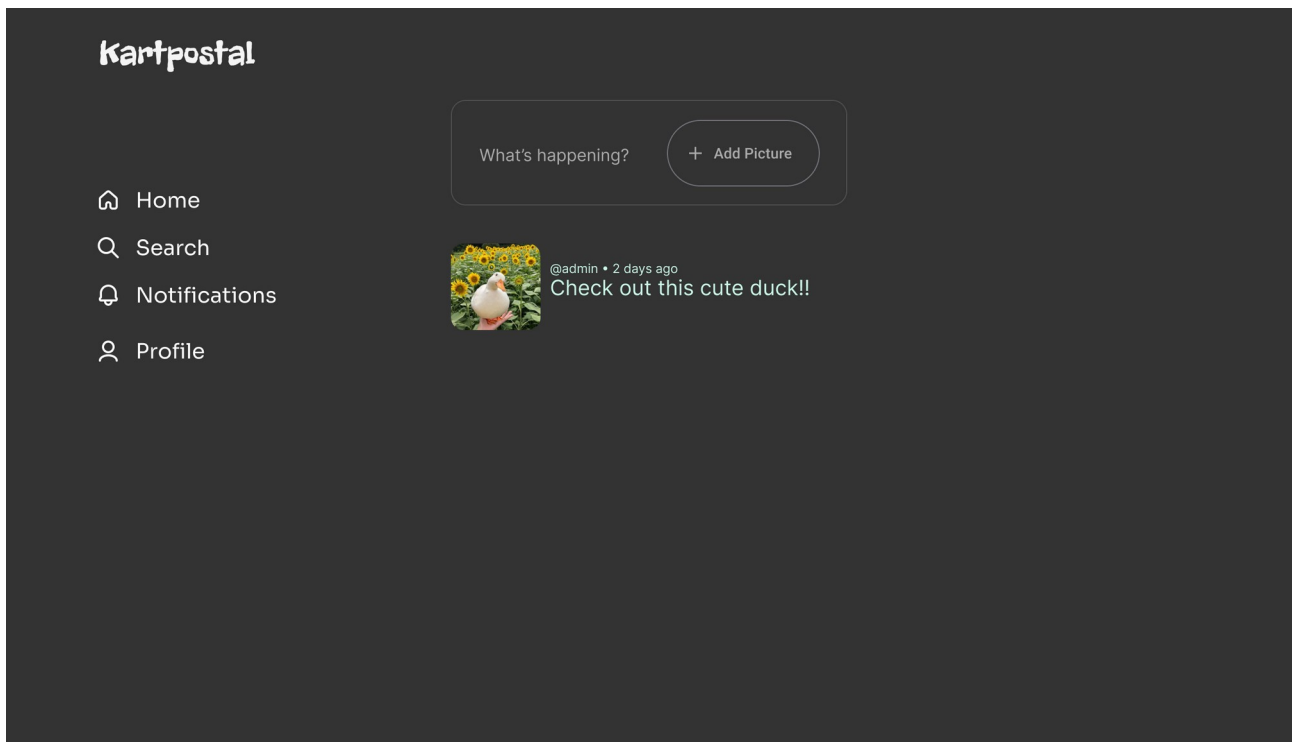 Kartpostal
Home
Search
Notifications
Profile
What’s happening?
+ Add Picture
@admin • 2 days ago
Check out this cute duck!!